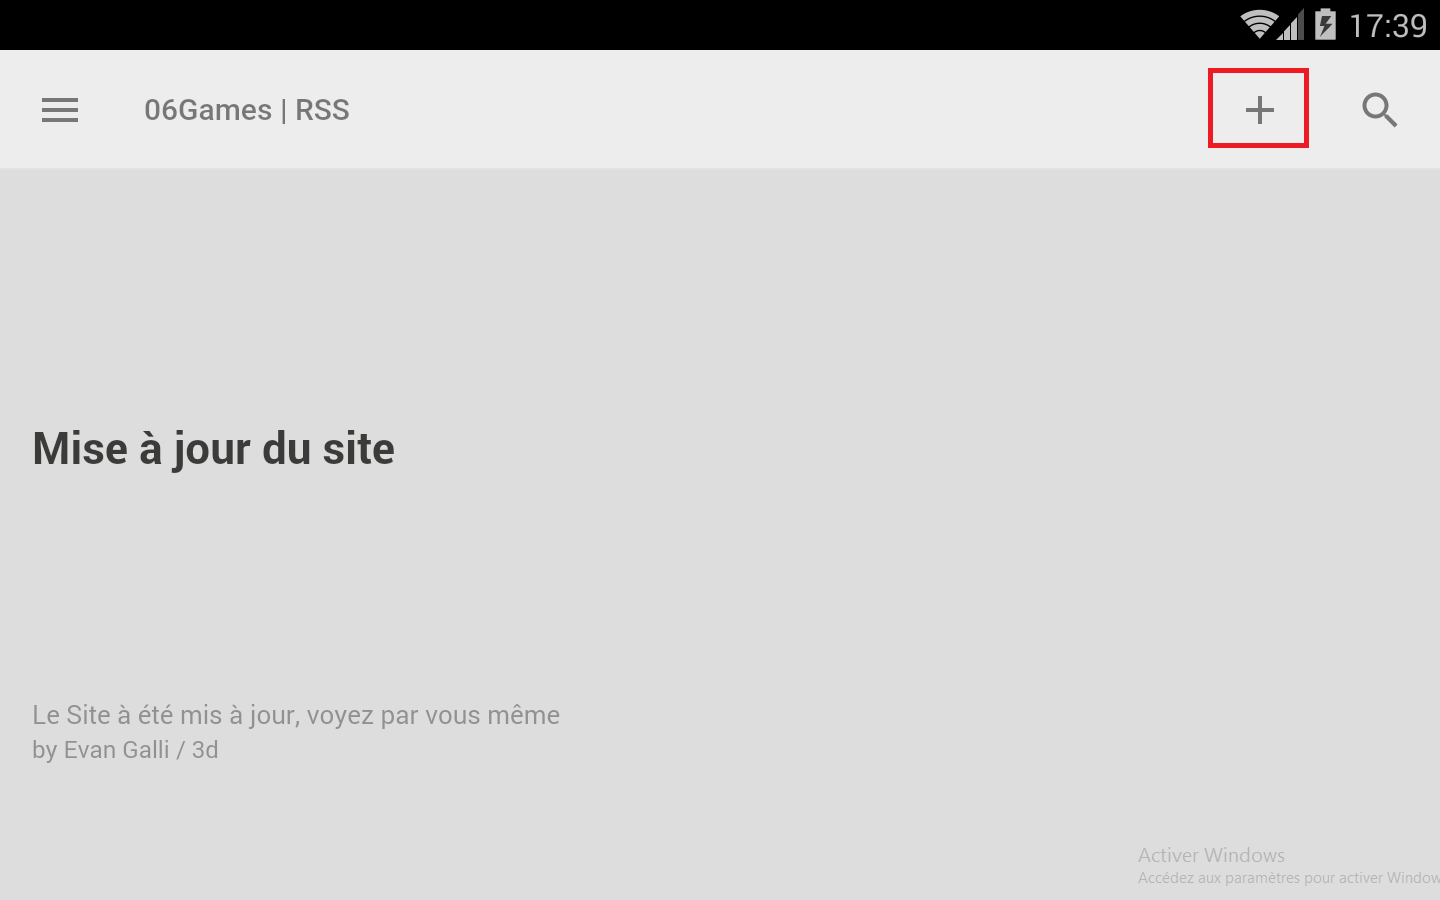 17:39
06Games | RSS
Mise à jour du site
Le Site à été mis à jour, voyez par vous même
by Evan Galli / 3d
Activer Windows
Accédez aux paramètres pour activer Window